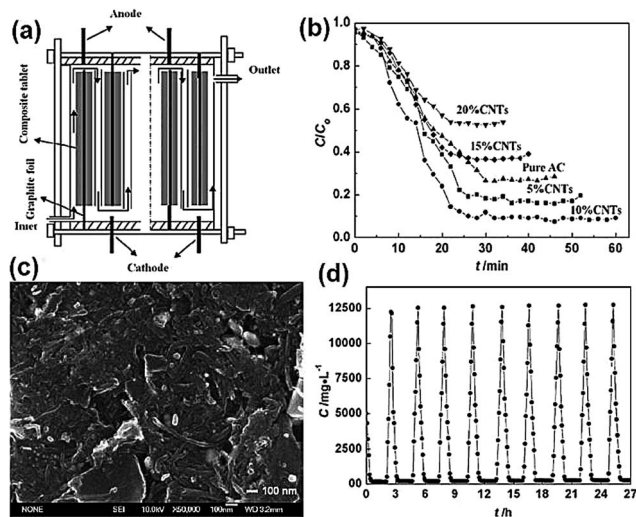 (a)
Anode
Composite tablet
Graphite foil
Inlet
Outlet
Cathode
(b)
C/Co
1.0
0.8
0.6
0.4
0.2
0.0
20%CNTs
15%CNTs
Pure AC
5%CNTs
10%CNTs
0 10 20 30 40 50 60
t /min
(c)
100 nm
NONE SEI 10.0kV X50,000 100nm WD 3.2mm
(d)
C /mg•L-1
12500
10000
7500
5000
2500
00
0 3 6 9 12 15 18 21 24 27
t /h